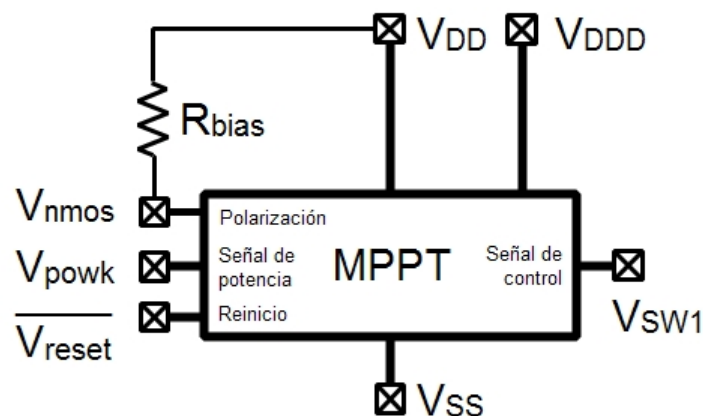 VDD
VDDD
Rbias
Vnmos
Polarización
Vpowk
Señal de
potencia
MPPT
Señal de
control
Vreset
Reinicio
VSW1
VSS